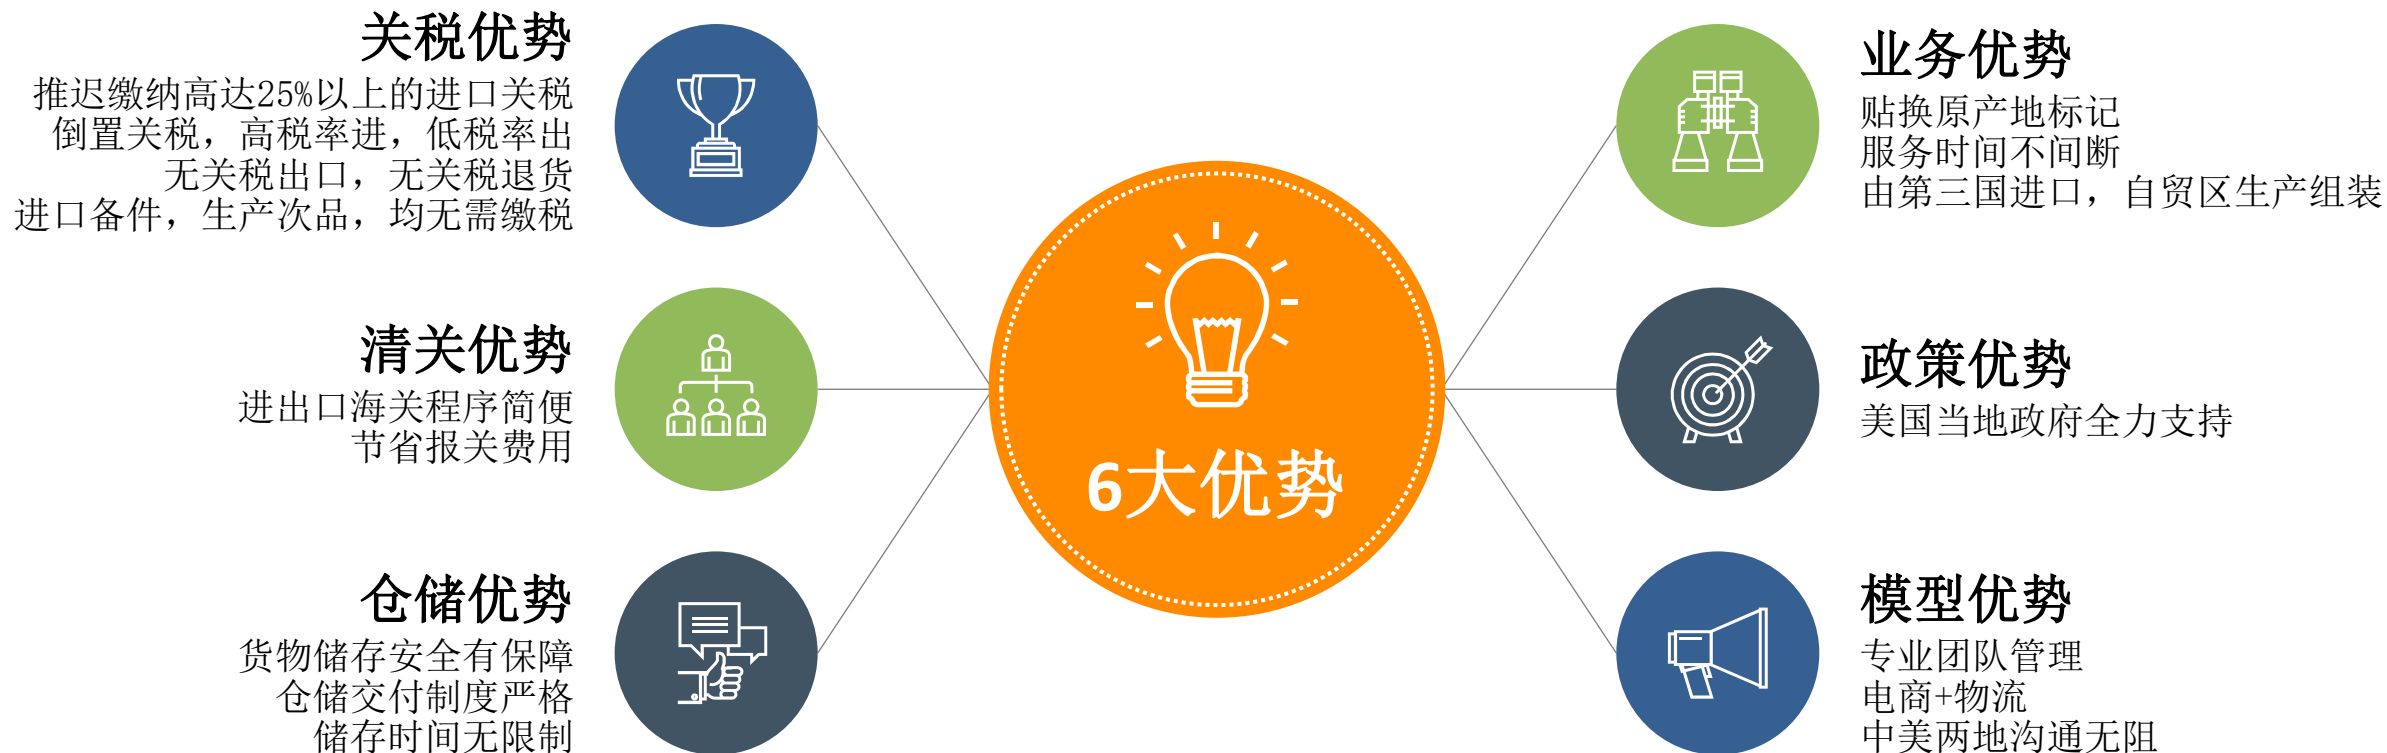 关税优势
推迟缴纳高达25%以上的进口关税
倒置关税，高税率进，低税率出
无关税出口，无关税退货
进口备件，生产次品，均无需缴税
清关优势
进出口海关程序简便
节省报关费用
仓储优势
货物储存安全有保障
仓储交付制度严格
储存时间无限制
6大优势
业务优势
贴换原产地标记
服务时间不间断
由第三国进口，自贸区生产组装
政策优势
美国当地政府全力支持
模型优势
专业团队管理
电商+物流
中美两地沟通无阻